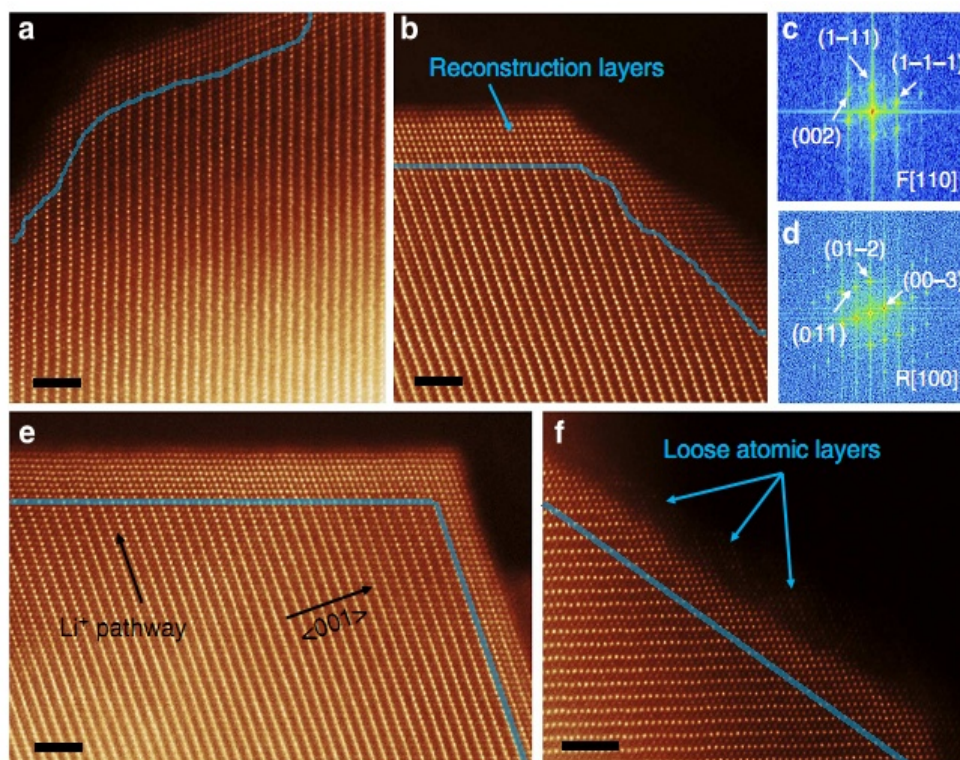 a
b
Reconstruction layers
c
(1–11)
(1–1–1)
(002)
F[110]
d
(01–2)
(00–3)
(011)
R[100]
e
Li+ pathway
<001>
f
Loose atomic layers